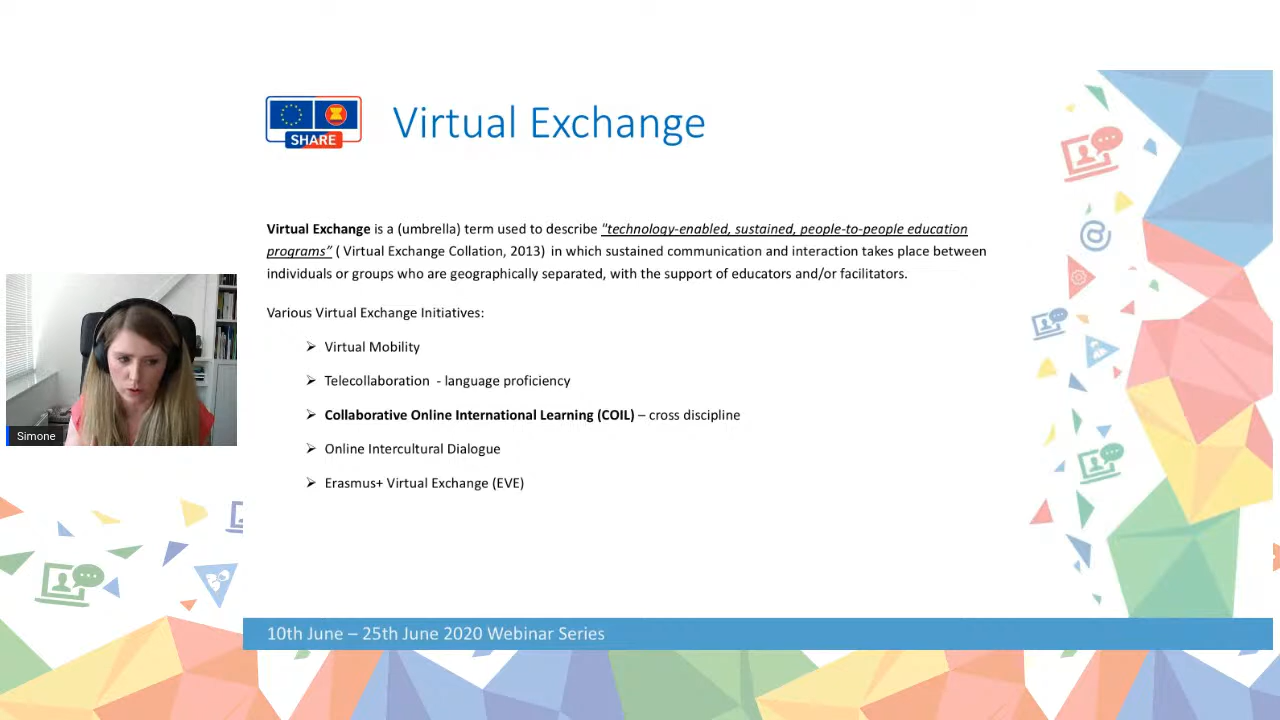 SHARE
Virtual Exchange
Virtual Exchange is a (umbrella) term used to describe "technology-enabled, sustained, people-to-people education
programs" ( Virtual Exchange Collation, 2013) in which sustained communication and interaction takes place between
individuals or groups who are geographically separated, with the support of educators and/or facilitators.
Various Virtual Exchange Initiatives:
➢ Virtual Mobility
➢ Telecollaboration - language proficiency
➢ Collaborative Online International Learning (COIL) – cross discipline
➢ Online Intercultural Dialogue
➢ Erasmus+ Virtual Exchange (EVE)
Simone
10th June – 25th June 2020 Webinar Series